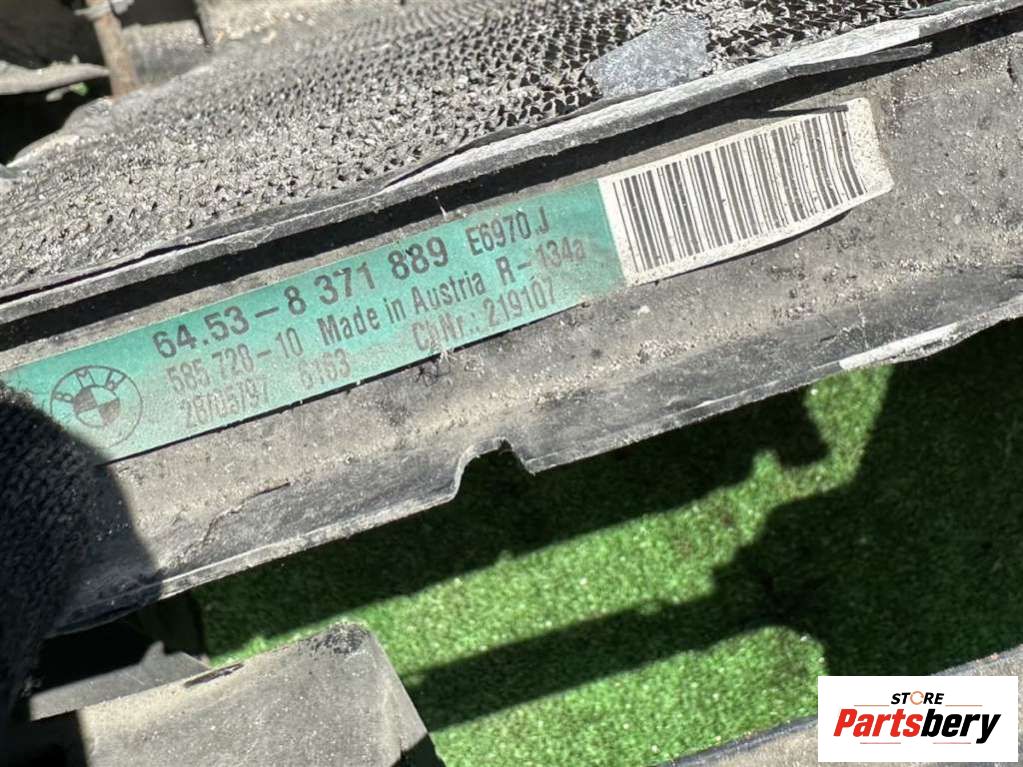 64.53-8 371 889 E6970.J
585.728-10 Made in Austria R-134a
28/05/97 6163 Ch.Nr.: 219107
BMW
STORE
Partsbery